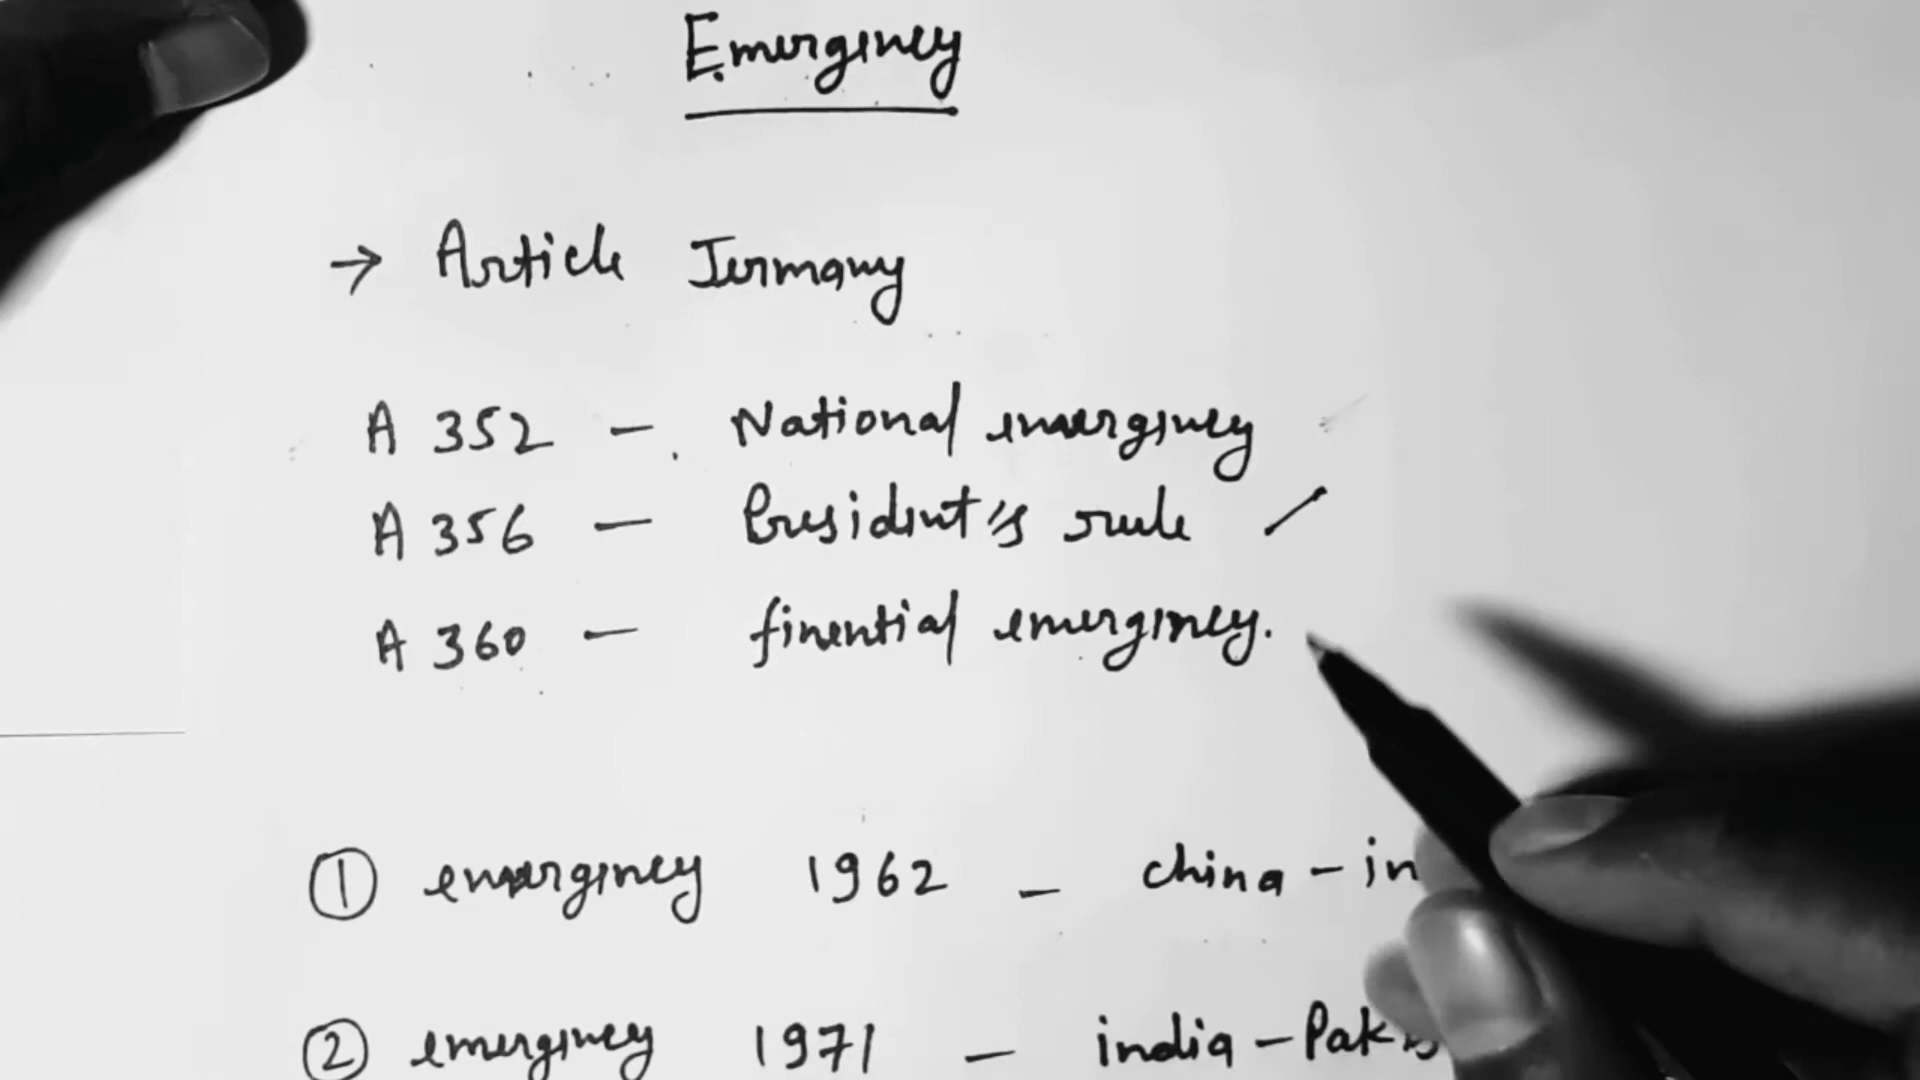 Emergency
→ Article Jermany
A 352 - National emergency
A 356 - President's rule
A 360 - finential emergency.
① emergency 1962 - china - in
② emergency 1971 - india - Pak